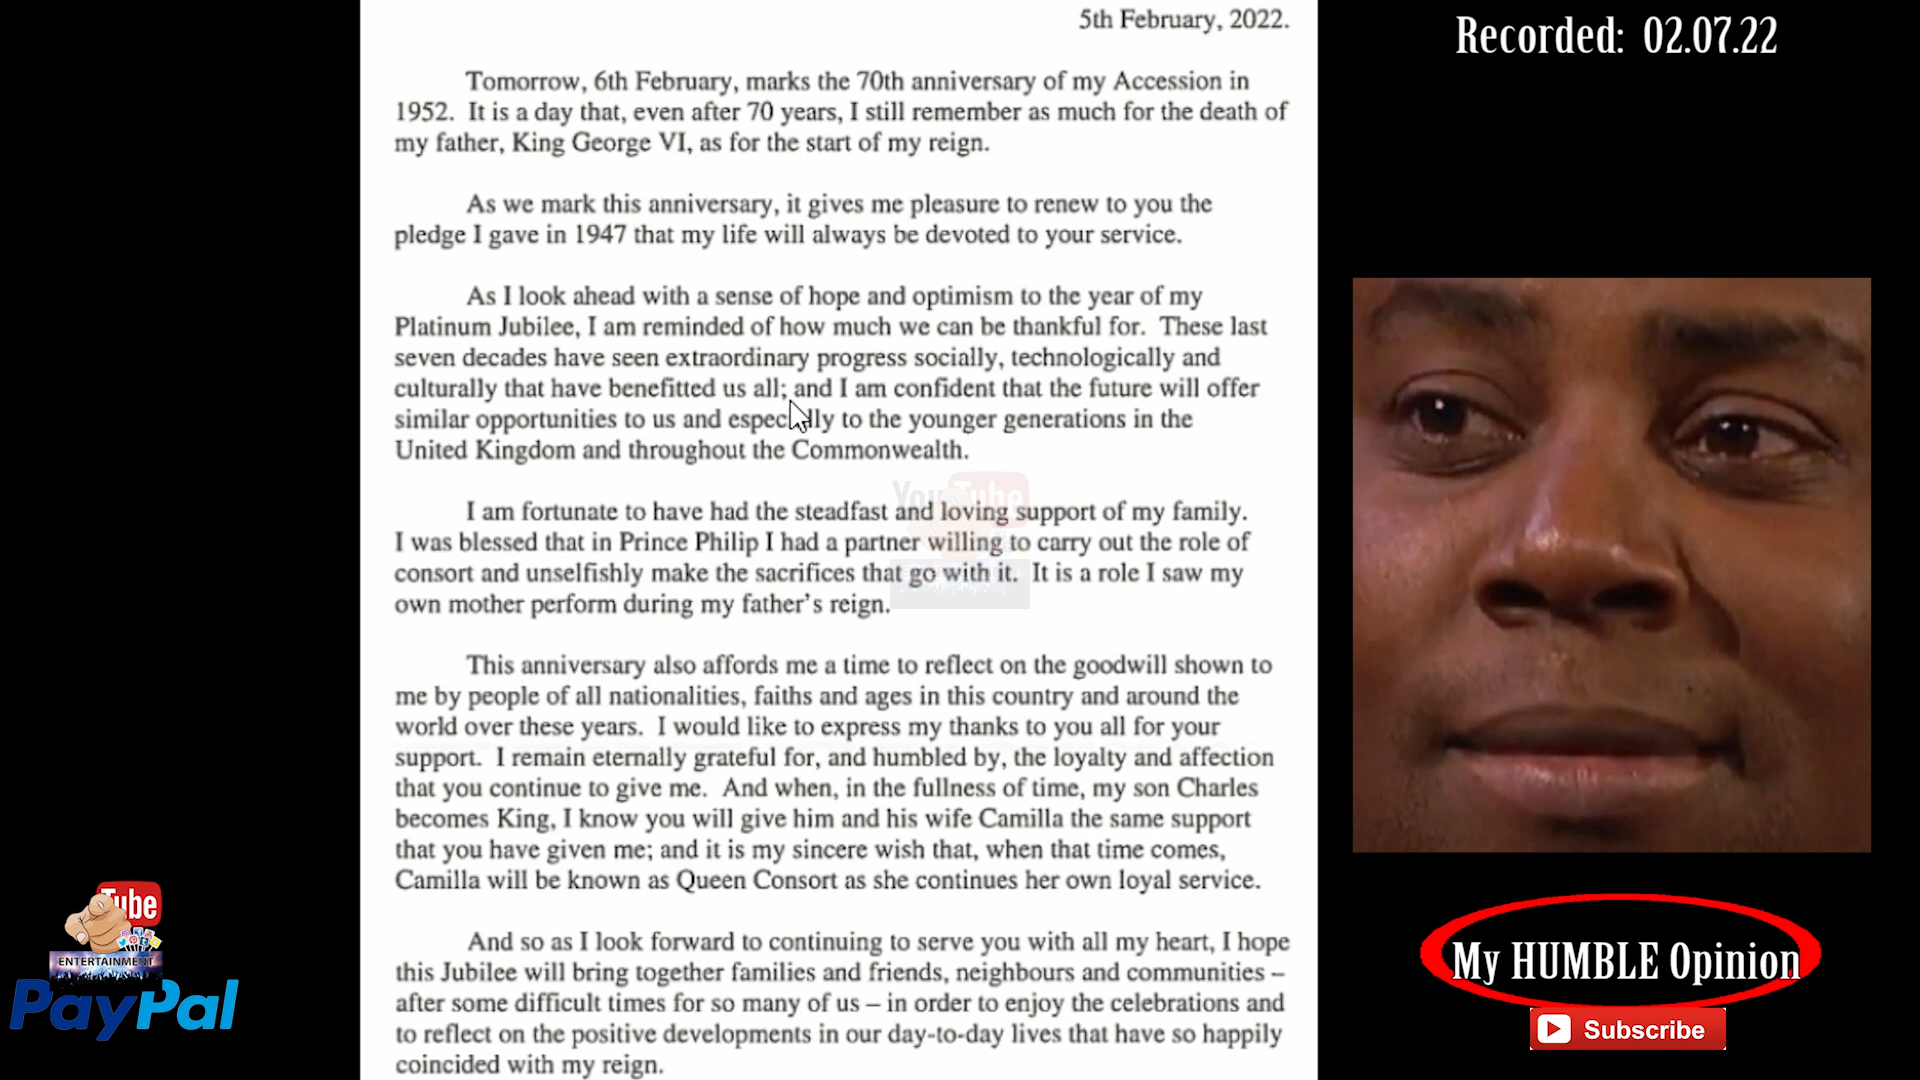 5th February, 2022.
Recorded: 02.07.22
Tomorrow, 6th February, marks the 70th anniversary of my Accession in
1952. It is a day that, even after 70 years, I still remember as much for the death of
my father, King George VI, as for the start of my reign.
As we mark this anniversary, it gives me pleasure to renew to you the
pledge I gave in 1947 that my life will always be devoted to your service.
As I look ahead with a sense of hope and optimism to the year of my
Platinum Jubilee, I am reminded of how much we can be thankful for. These last
seven decades have seen extraordinary progress socially, technologically and
culturally that have benefitted us all; and I am confident that the future will offer
similar opportunities to us and especially to the younger generations in the
United Kingdom and throughout the Commonwealth.
I am fortunate to have had the steadfast and loving support of my family.
I was blessed that in Prince Philip I had a partner willing to carry out the role of
consort and unselfishly make the sacrifices that go with it. It is a role I saw my
own mother perform during my father's reign.
This anniversary also affords me a time to reflect on the goodwill shown to
me by people of all nationalities, faiths and ages in this country and around the
world over these years. I would like to express my thanks to you all for your
support. I remain eternally grateful for, and humbled by, the loyalty and affection
that you continue to give me. And when, in the fullness of time, my son Charles
becomes King, I know you will give him and his wife Camilla the same support
that you have given me; and it is my sincere wish that, when that time comes,
Camilla will be known as Queen Consort as she continues her own loyal service.
And so as I look forward to continuing to serve you with all my heart, I hope
this Jubilee will bring together families and friends, neighbours and communities –
after some difficult times for so many of us – in order to enjoy the celebrations and
to reflect on the positive developments in our day-to-day lives that have so happily
coincided with my reign.
YouTube
Tube
ENTERTAINMENT
PayPal
My HUMBLE Opinion
Subscribe